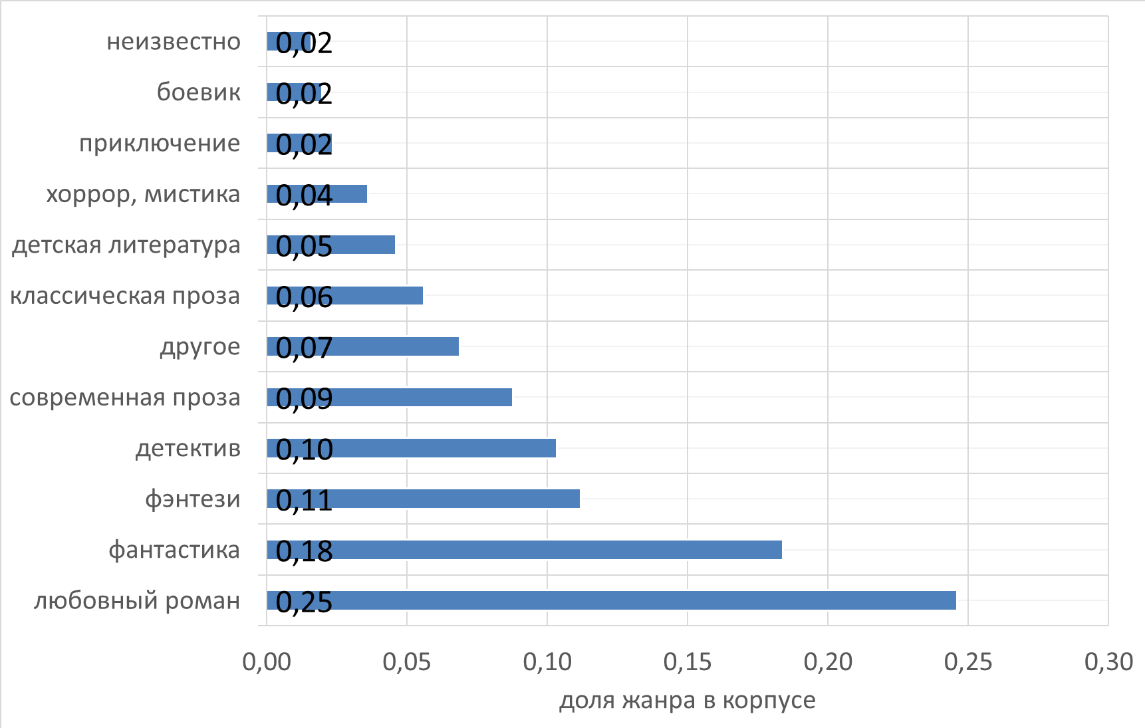 неизвестно 0,02
боевик 0,02
приключение 0,02
хоррор, мистика 0,04
детская литература 0,05
классическая проза 0,06
другое 0,07
современная проза 0,09
детектив 0,10
фэнтези 0,11
фантастика 0,18
любовный роман 0,25
0,00 0,05 0,10 0,15 0,20 0,25 0,30
доля жанра в корпусе